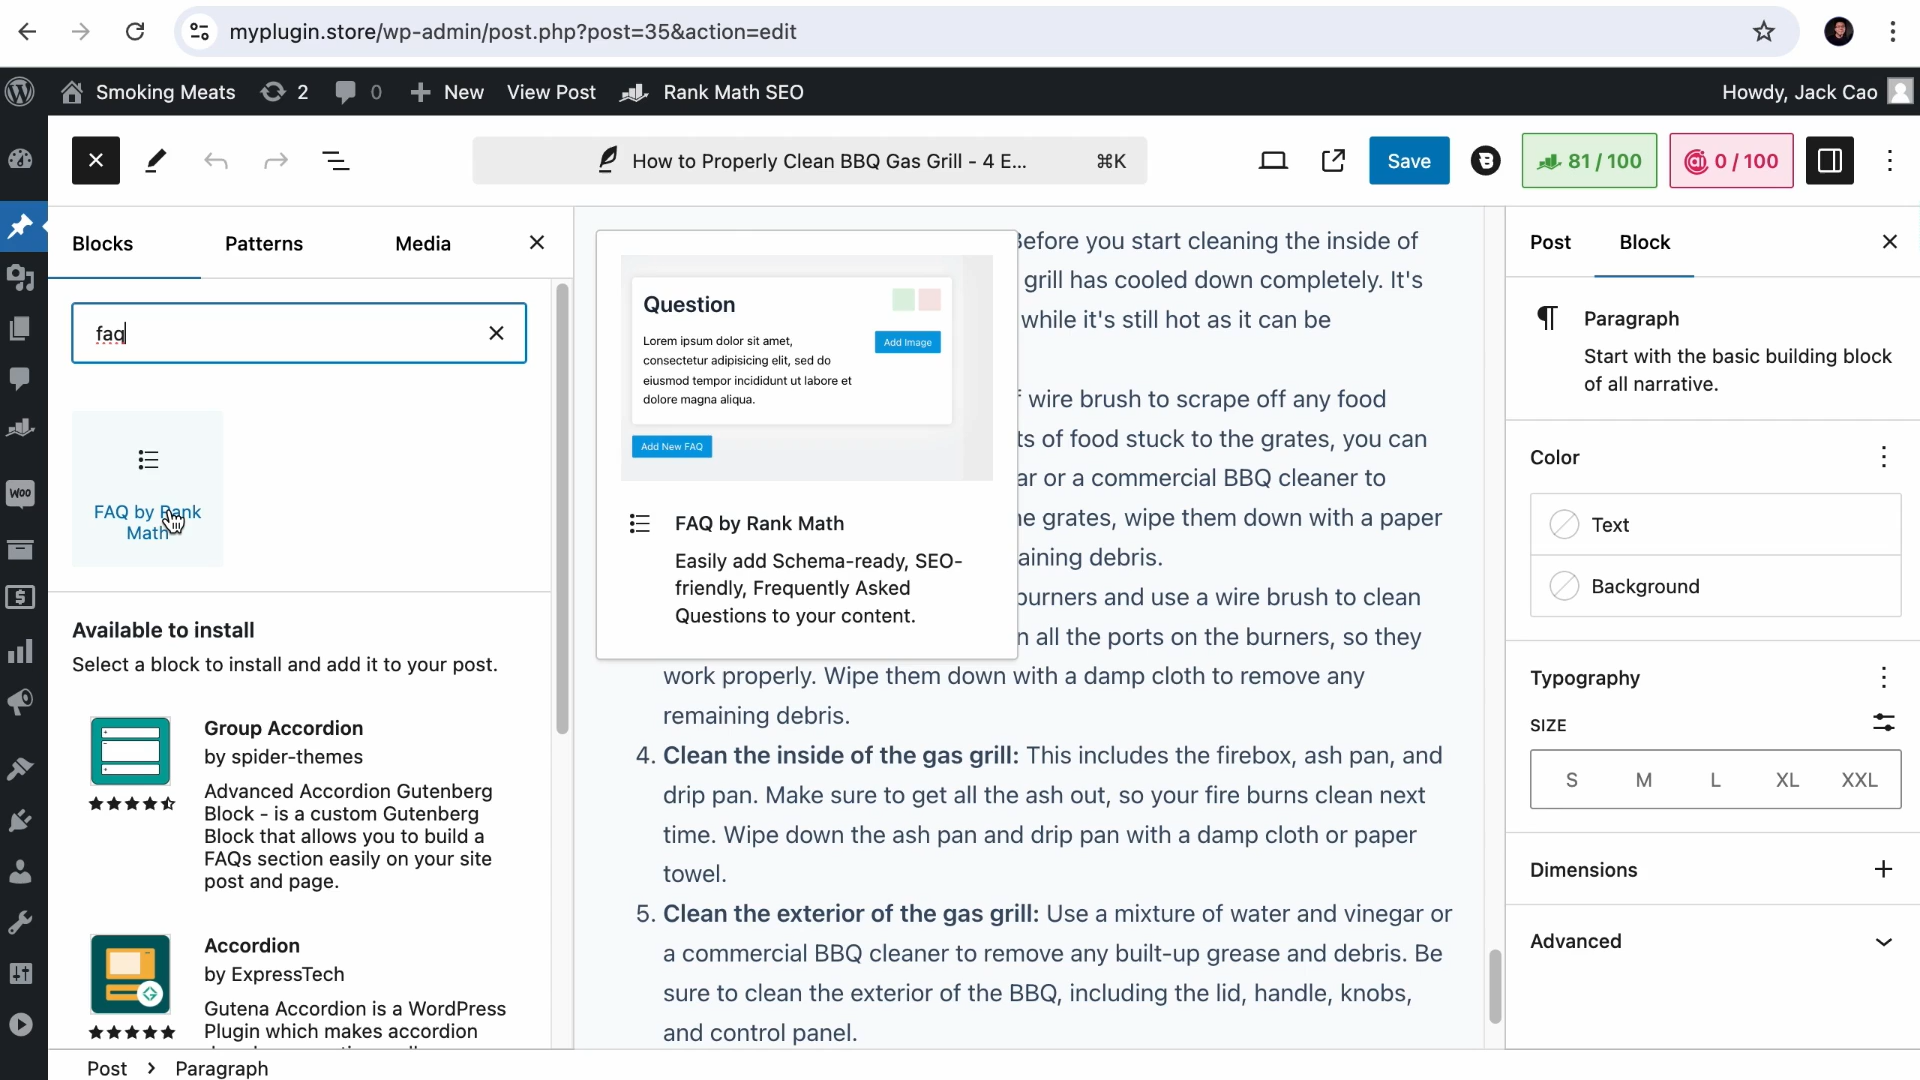 myplugin.store/wp-admin/post.php?post=35&action=edit
Smoking Meats
2
0
New
View Post
Rank Math SEO
Howdy, Jack Cao
How to Properly Clean BBQ Gas Grill - 4 E...
⌘K
Save
81 / 100
0 / 100
Blocks
Patterns
Media
faq
FAQ by Rank
Math
Available to install
Select a block to install and add it to your post.
Group Accordion
by spider-themes
Advanced Accordion Gutenberg
Block - is a custom Gutenberg
Block that allows you to build a
FAQs section easily on your site
post and page.
Accordion
by ExpressTech
Gutena Accordion is a WordPress
Plugin which makes accordion
Question
Lorem ipsum dolor sit amet,
consectetur adipisicing elit, sed do
eiusmod tempor incididunt ut labore et
dolore magna aliqua.
Add Image
Add New FAQ
FAQ by Rank Math
Easily add Schema-ready, SEO-
friendly, Frequently Asked
Questions to your content.
Before you start cleaning the inside of
grill has cooled down completely. It's
while it's still hot as it can be
wire brush to scrape off any food
of food stuck to the grates, you can
or a commercial BBQ cleaner to
grates, wipe them down with a paper
debris.
burners and use a wire brush to clean
all the ports on the burners, so they
work properly. Wipe them down with a damp cloth to remove any
remaining debris.
4. Clean the inside of the gas grill: This includes the firebox, ash pan, and
drip pan. Make sure to get all the ash out, so your fire burns clean next
time. Wipe down the ash pan and drip pan with a damp cloth or paper
towel.
5. Clean the exterior of the gas grill: Use a mixture of water and vinegar or
a commercial BBQ cleaner to remove any built-up grease and debris. Be
sure to clean the exterior of the BBQ, including the lid, handle, knobs,
and control panel.
Post
Block
Paragraph
Start with the basic building block
of all narrative.
Color
Text
Background
Typography
SIZE
S
M
L
XL
XXL
Dimensions
Advanced
Woo
Post
Paragraph